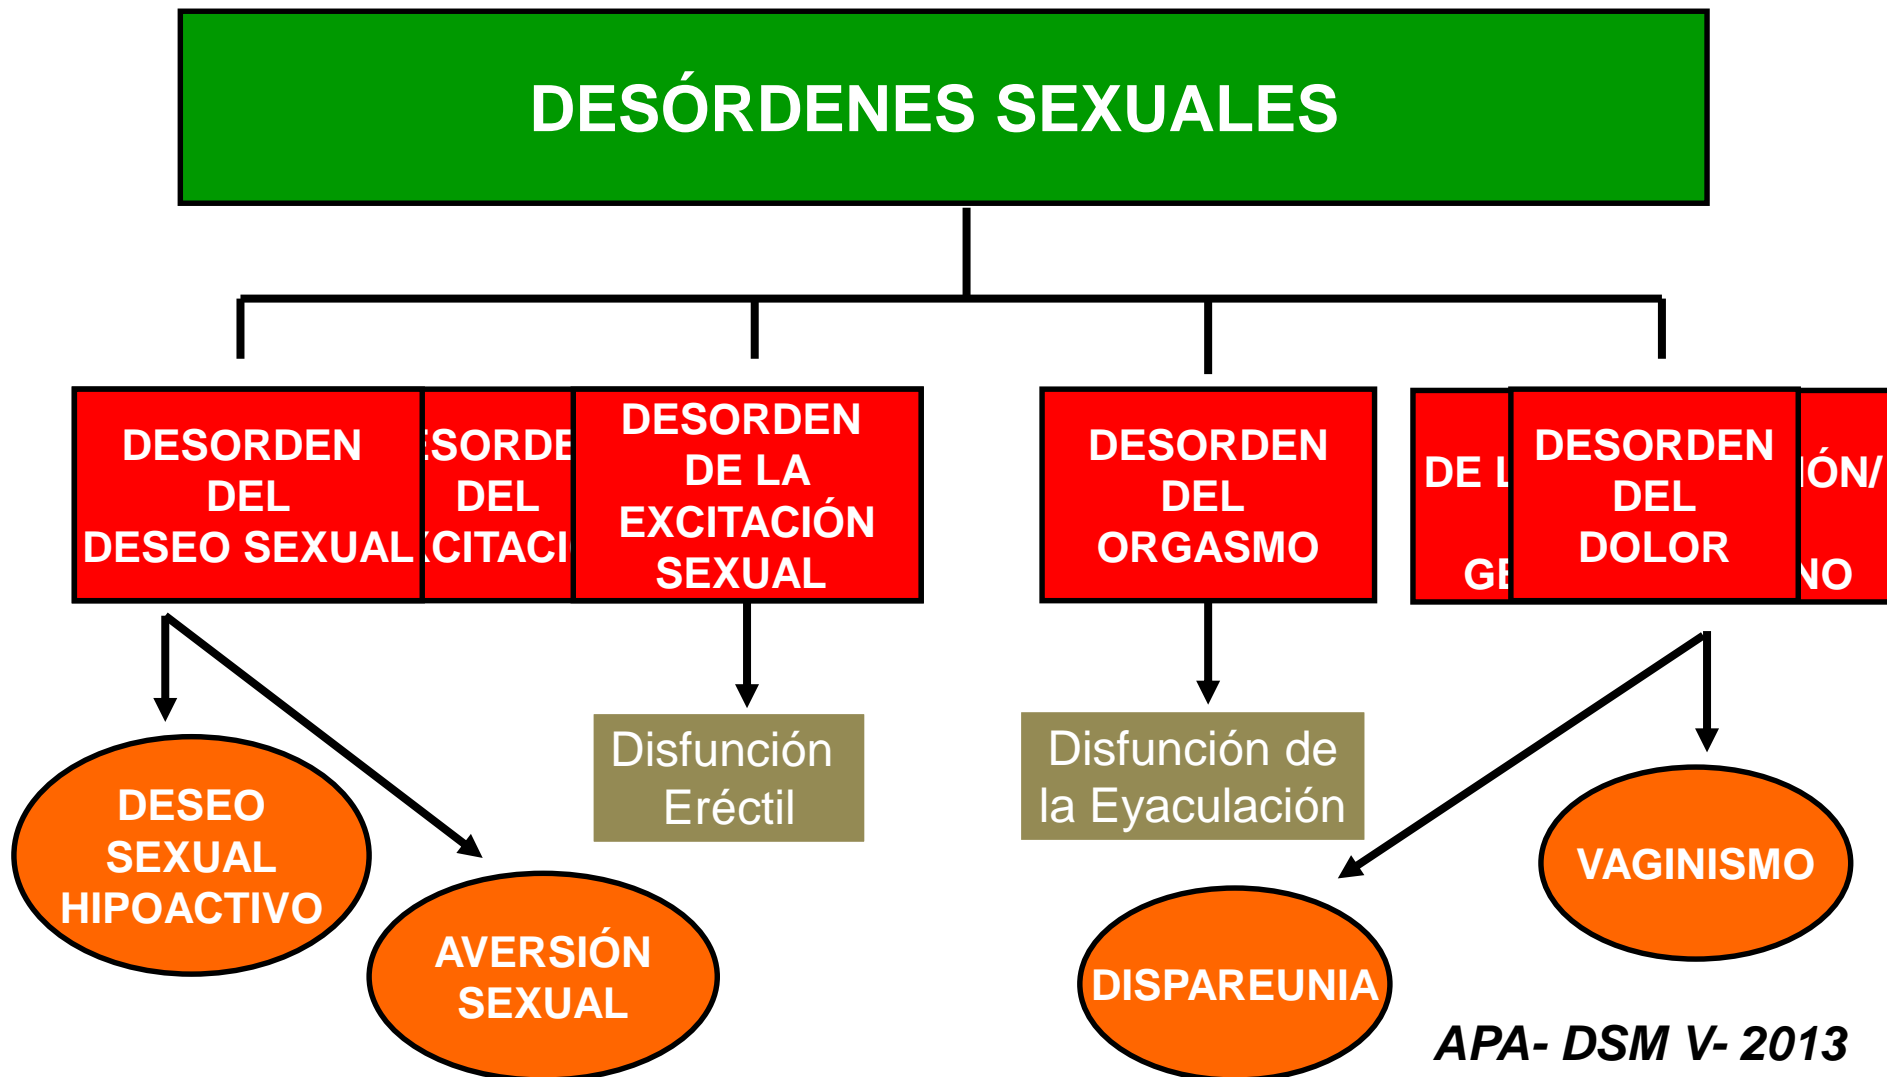 DESÓRDENES SEXUALES
DESORDEN
DEL
DESEO SEXUAL
DEL
DESORDEN
DE LA
EXCITACIÓN
SEXUAL
DESORDEN
DEL
ORGASMO
DE
DESORDEN
DEL
DOLOR
Disfunción
Eréctil
Disfunción de
la Eyaculación
DESEO
SEXUAL
HIPOACTIVO
AVERSIÓN
SEXUAL
DISPAREUNIA
VAGINISMO
APA- DSM V- 2013